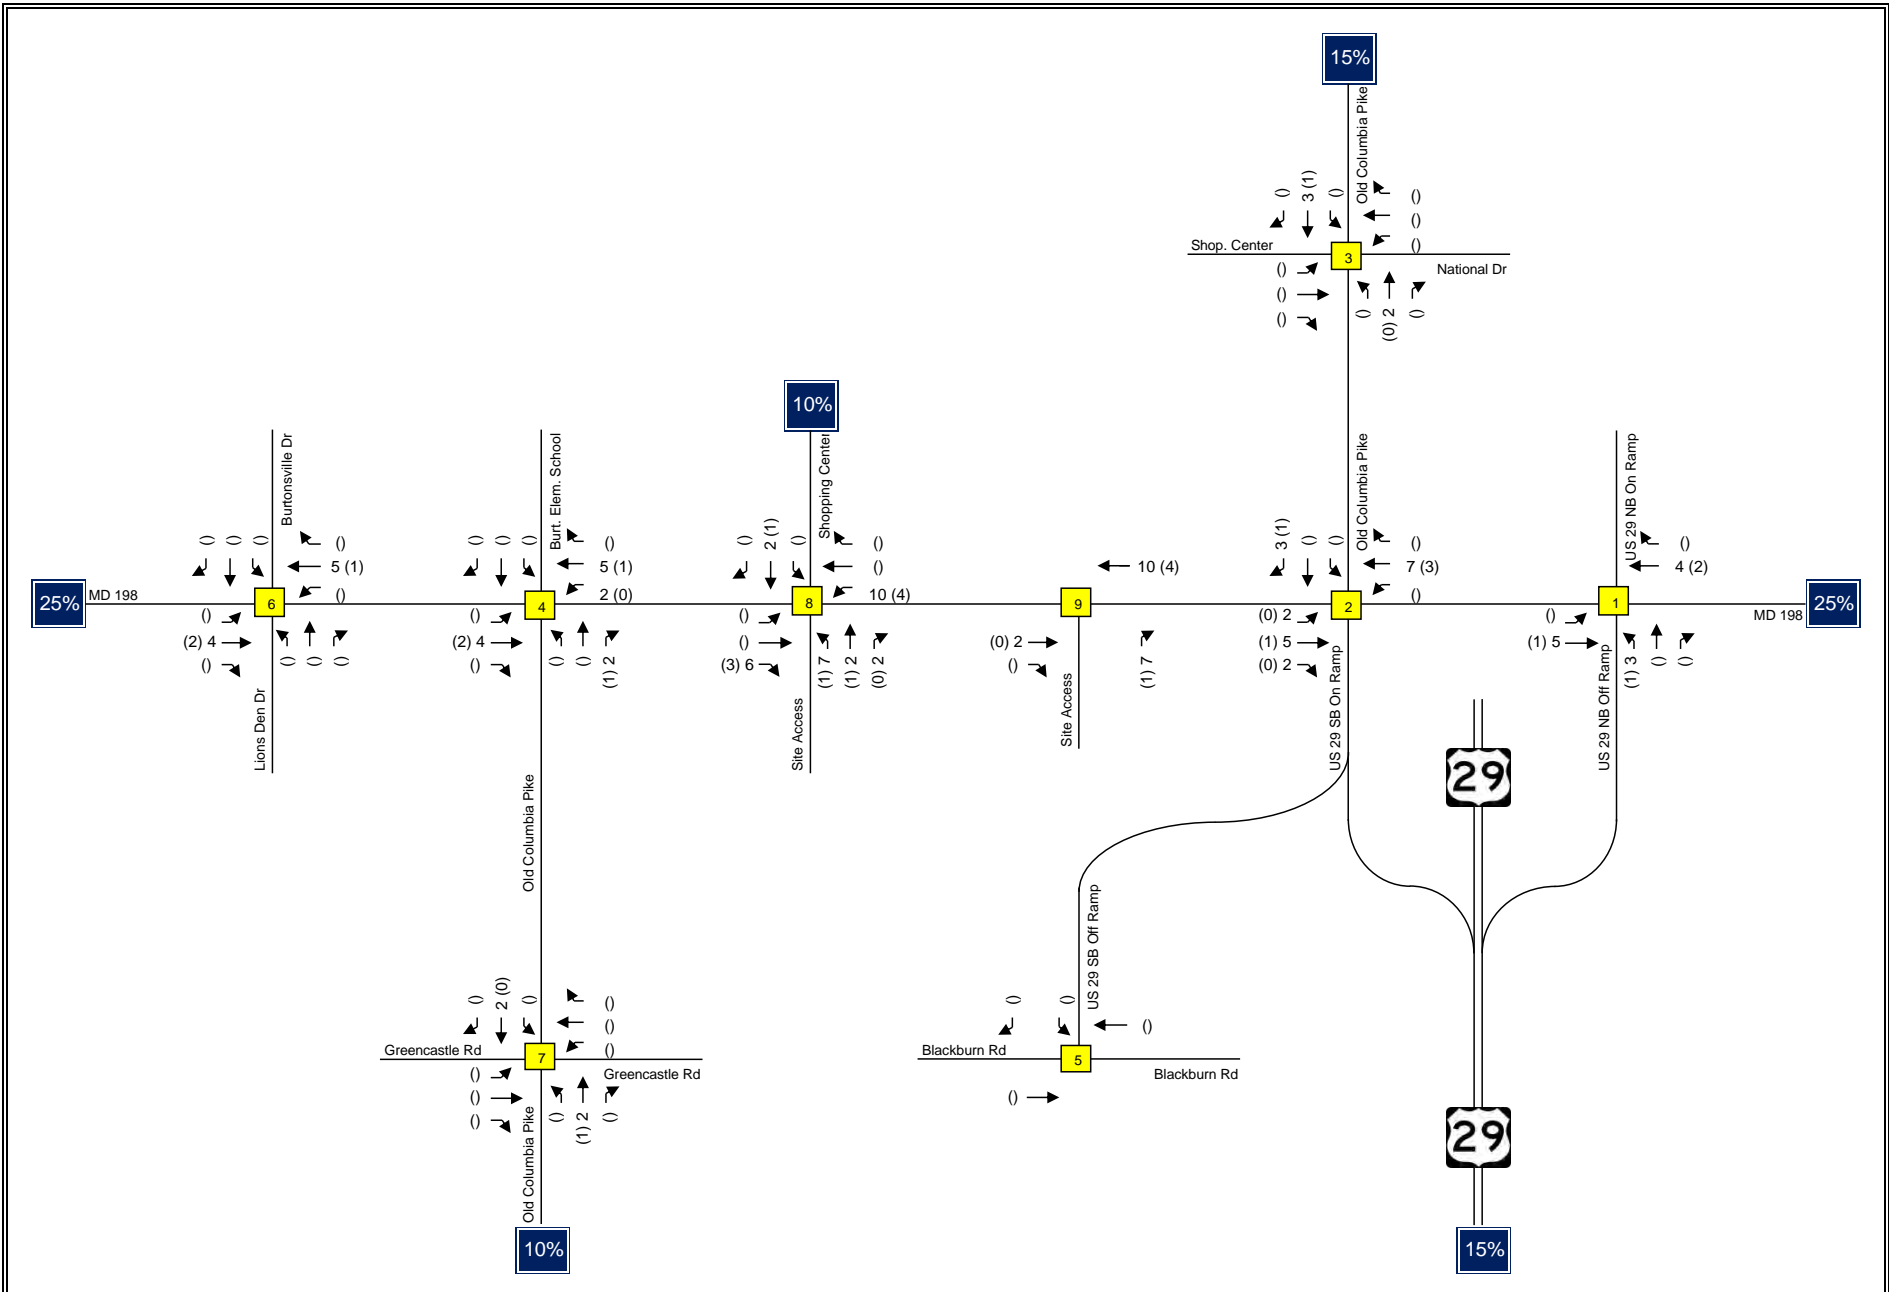 15%
Old Columbia Pike
() 3 (1) ()
()
()
()
Shop. Center
3
National Dr
()
()
()
() (0) 2 ()
10%
Shopping Center
Burtonsville Dr
Burt. Elem. School
Old Columbia Pike
US 29 NB On Ramp
() () ()
()
5 (1)
()
() () ()
()
5 (1)
2 (0)
() 2 (1) ()
()
()
10 (4)
10 (4)
3 (1) () ()
()
7 (3)
()
()
4 (2)
25%
MD 198
6
4
8
9
2
1
MD 198
25%
()
(2) 4
()
() () ()
()
(2) 4
()
() () (1) 2
()
()
(3) 6
(1) 7 (1) 2 (0) 2
(0) 2
()
(1) 7
(0) 2
(1) 5
(0) 2
()
(1) 5
(1) 3 () ()
Lions Den Dr
Site Access
Site Access
US 29 SB On Ramp
US 29 NB Off Ramp
29
Old Columbia Pike
US 29 SB Off Ramp
() 2 (0) ()
()
()
()
Greencastle Rd
7
Greencastle Rd
()
()
()
() (1) 2 ()
Old Columbia Pike
10%
() ()
()
Blackburn Rd
5
Blackburn Rd
()
29
15%